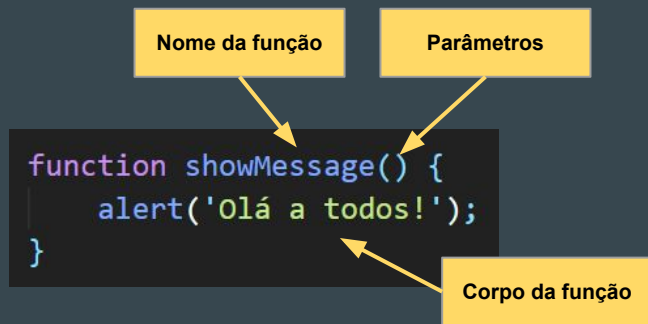 Nome da função
Parâmetros
function showMessage() {
    alert('Olá a todos!');
}
Corpo da função